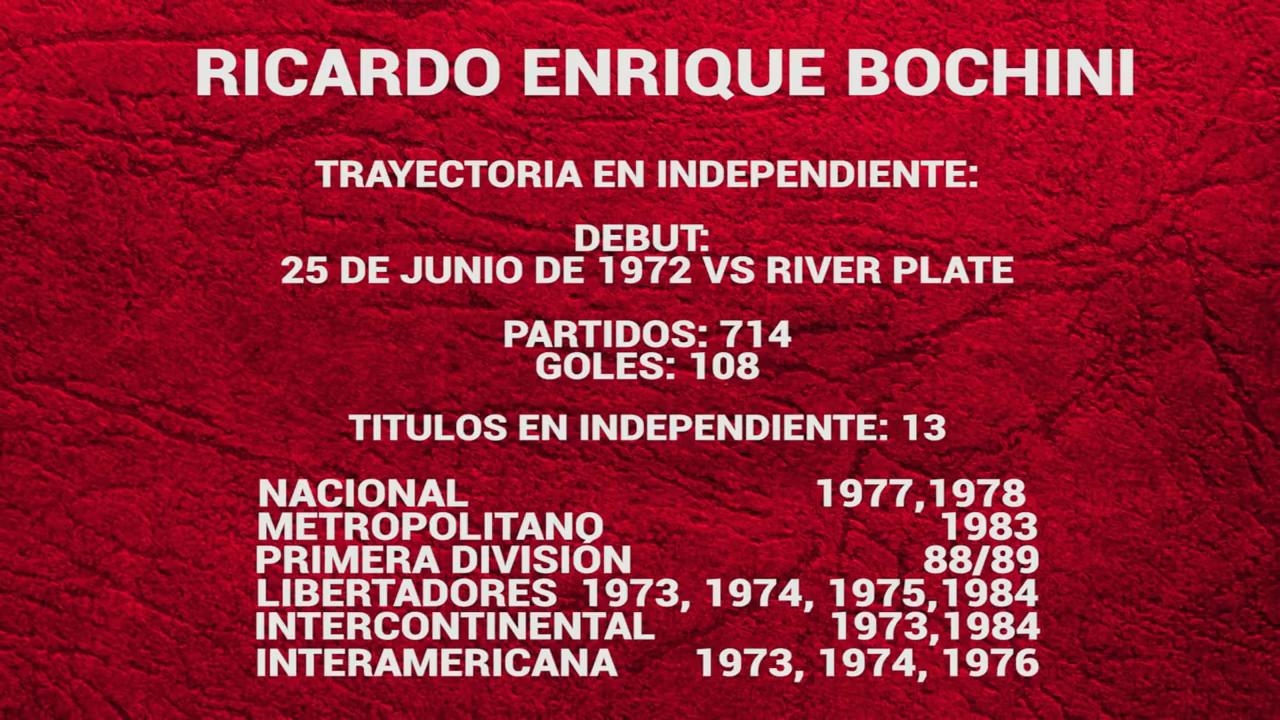 RICARDO ENRIQUE BOCHINI
TRAYECTORIA EN INDEPENDIENTE:
DEBUT:
25 DE JUNIO DE 1972 VS RIVER PLATE
PARTIDOS: 714
GOLES: 108
TITULOS EN INDEPENDIENTE: 13
NACIONAL 1977,1978
METROPOLITANO 1983
PRIMERA DIVISIÓN 88/89
LIBERTADORES 1973, 1974, 1975,1984
INTERCONTINENTAL 1973,1984
INTERAMERICANA 1973, 1974, 1976